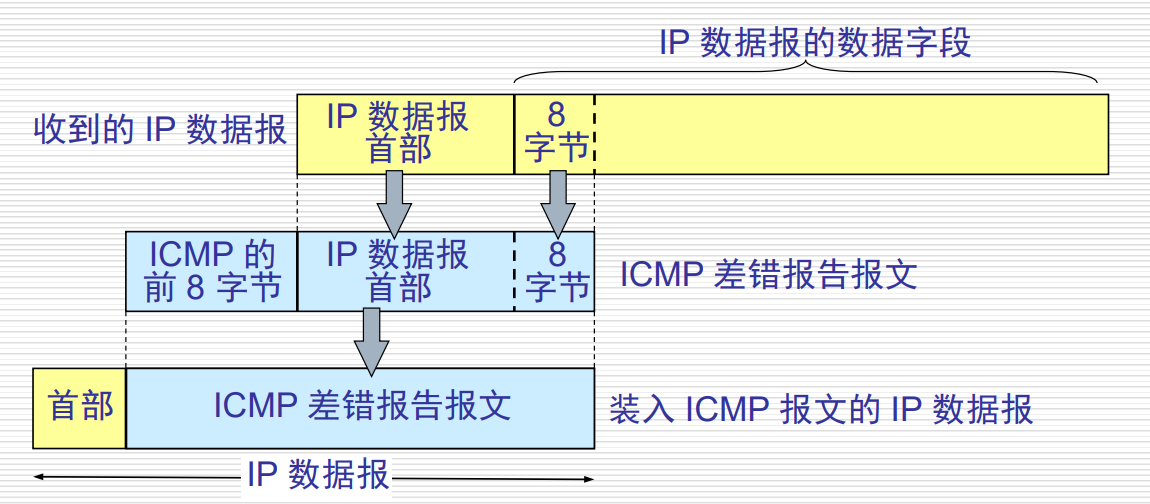 IP 数据报的数据字段
收到的 IP 数据报
IP 数据报
首部
8
字节
ICMP 的
前 8 字节
IP 数据报
首部
8
字节
ICMP 差错报告报文
首部
ICMP 差错报告报文
装入 ICMP 报文的 IP 数据报
IP 数据报